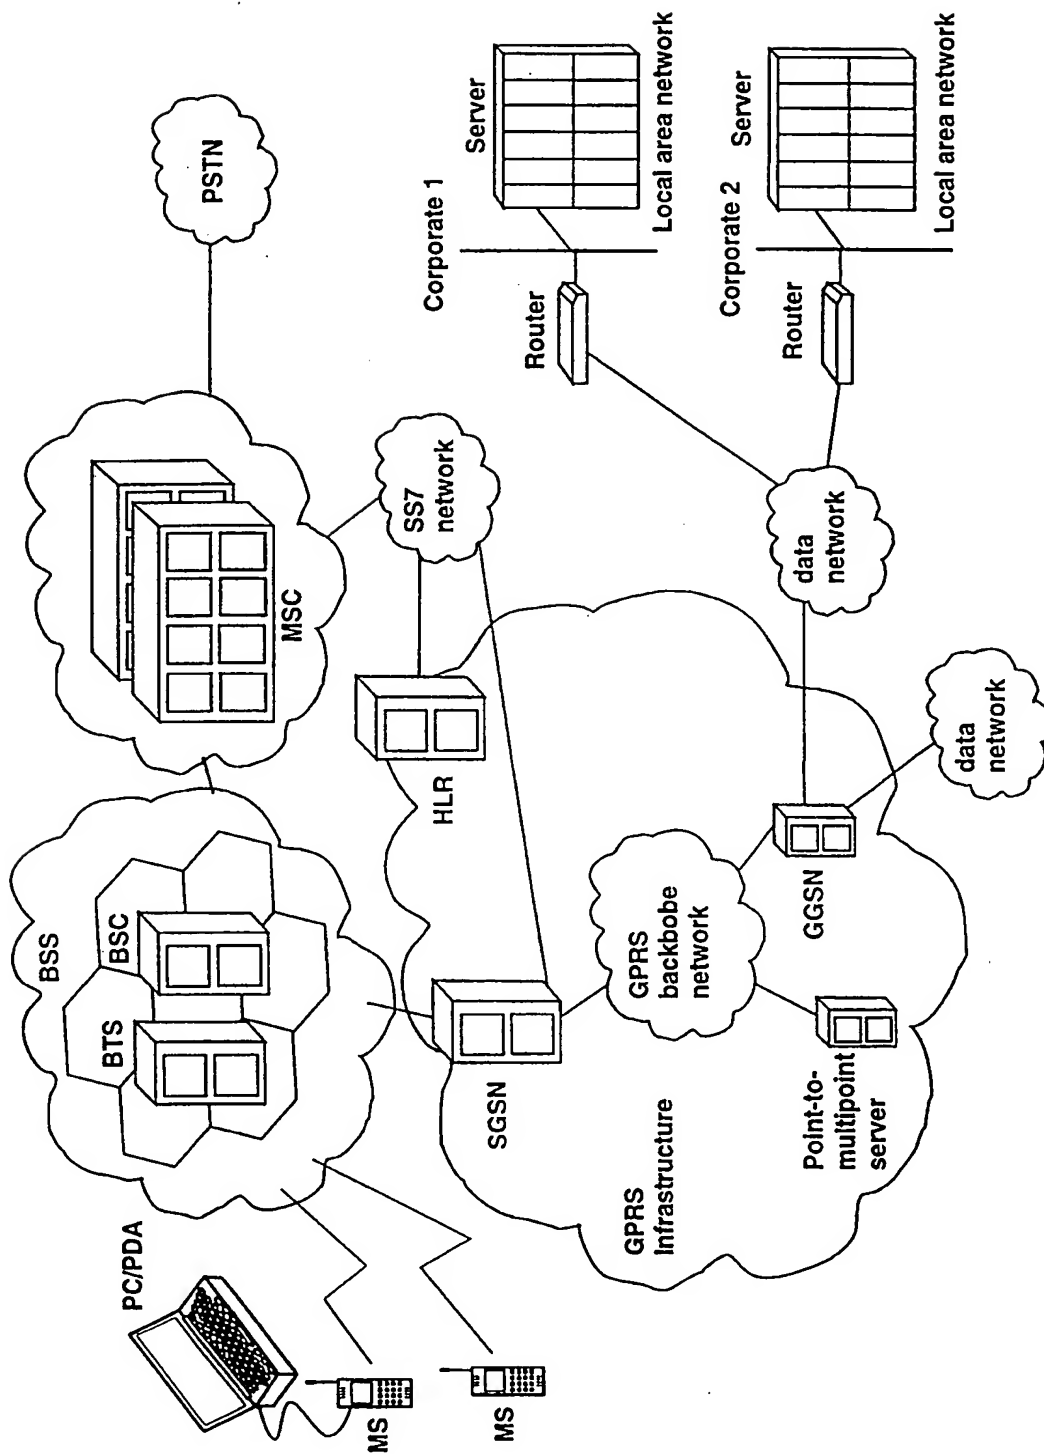 PC/PDA
MS
MS
BSS
BTS
BSC
MSC
PSTN
SS7
network
HLR
SGSN
GPRS
Infrastructure
GPRS
backbobe
network
Point-to-
multipoint
server
GGSN
data
network
data
network
Router
Corporate 1
Server
Local area network
Router
Corporate 2
Server
Local area network